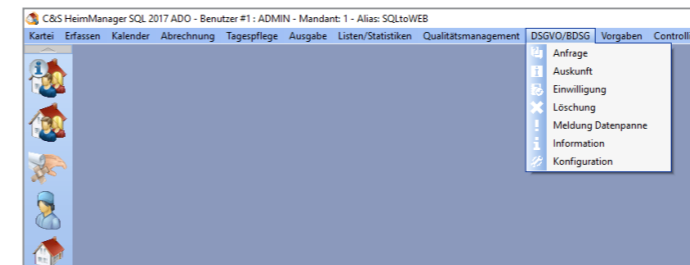 C&S HeimManager SQL 2017 ADO - Benutzer #1 : ADMIN - Mandant: 1 - Alias: SQLtoWEB
Kartei Erfassen Kalender Abrechnung Tagespflege Ausgabe Listen/Statistiken Qualitätsmanagement DSGVO/BDSG Vorgaben Controlli
Anfrage
Auskunft
Einwilligung
Löschung
Meldung Datenpanne
Information
Konfiguration